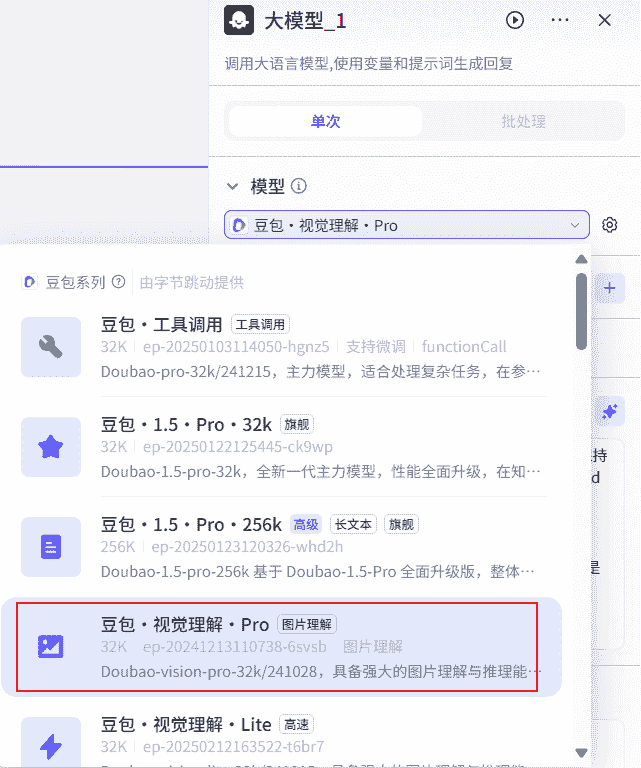 大模型_1
调用大语言模型,使用变量和提示词生成回复
单次
批处理
模型
豆包·视觉理解·Pro
豆包系列 由字节跳动提供
豆包·工具调用 工具调用
32K | ep-20250103114050-hgnz5 | 支持微调 | functionCall
Doubao-pro-32k/241215，主力模型，适合处理复杂任务，在参···
豆包·1.5·Pro·32k 旗舰
32K | ep-20250122125445-ck9wp
Doubao-1.5-pro-32k，全新一代主力模型，性能全面升级，在知···
持
d
豆包·1.5·Pro·256k 高级 长文本 旗舰
256K | ep-20250123120326-whd2h
Doubao-1.5-pro-256k 基于 Doubao-1.5-Pro 全面升级版，整体···
是
豆包·视觉理解·Pro 图片理解
32K ep-20241213110738-6svsb 图片理解
Doubao-vision-pro-32k/241028，具备强大的图片理解与推理能···
豆包·视觉理解·Lite 高速
32K | ep-20250212163522-t6br7